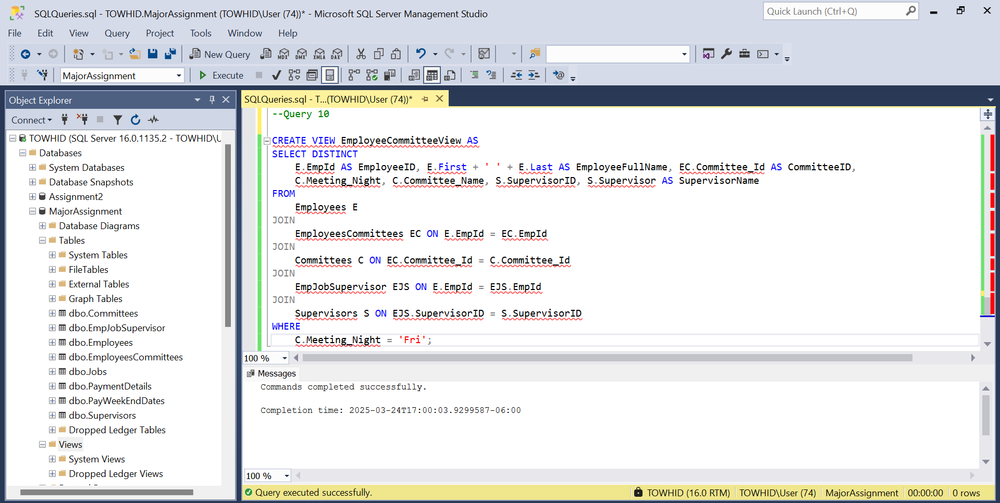 SQLQueries.sql - TOWHID.MajorAssignment (TOWHID\User (74))* - Microsoft SQL Server Management Studio
Quick Launch (Ctrl+Q)
File Edit View Query Project Tools Window Help
New Query MDX DMX XMLA DAX
MajorAssignment Execute
Object Explorer
Connect
TOWHID (SQL Server 16.0.1135.2 - TOWHID\U
Databases
System Databases
Database Snapshots
Assignment2
MajorAssignment
Database Diagrams
Tables
System Tables
FileTables
External Tables
Graph Tables
dbo.Committees
dbo.EmpJobSupervisor
dbo.Employees
dbo.EmployeesCommittees
dbo.Jobs
dbo.PaymentDetails
dbo.PayWeekEndDates
dbo.Supervisors
Dropped Ledger Tables
Views
System Views
Dropped Ledger Views
SQLQueries.sql - T...(TOWHID\User (74))*
--Query 10
CREATE VIEW EmployeeCommitteeView AS
SELECT DISTINCT
E.EmpId AS EmployeeID, E.First + ' ' + E.Last AS EmployeeFullName, EC.Committee_Id AS CommitteeID,
C.Meeting_Night, C.Committee_Name, S.SupervisorID, S.Supervisor AS SupervisorName
FROM
Employees E
JOIN
EmployeesCommittees EC ON E.EmpId = EC.EmpId
JOIN
Committees C ON EC.Committee_Id = C.Committee_Id
JOIN
EmpJobSupervisor EJS ON E.EmpId = EJS.EmpId
JOIN
Supervisors S ON EJS.SupervisorID = S.SupervisorID
WHERE
C.Meeting_Night = 'Fri';
100 %
Messages
Commands completed successfully.
Completion time: 2025-03-24T17:00:03.9299587-06:00
100 %
Query executed successfully. TOWHID (16.0 RTM) TOWHID\User (74) MajorAssignment 00:00:00 0 rows